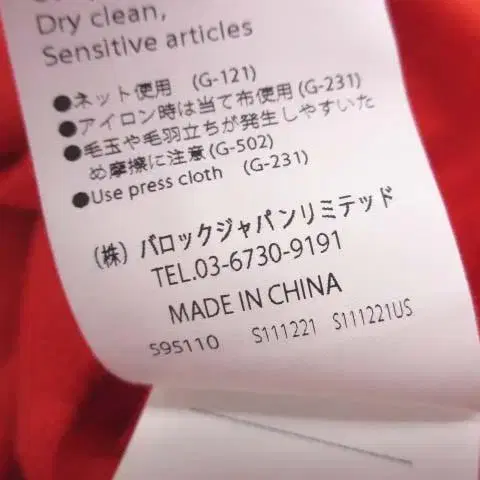 Dry clean,
Sensitive articles
●ネット使用 (G-121)
●アイロン時は当て布使用(G-231)
●毛玉や毛羽立ちが発生しやすいた
め摩擦に注意(G-502)
●Use press cloth (G-231)
(株) バロックジャパンリミテッド
TEL.03-6730-9191
MADE IN CHINA
595110 S111221 S111221US